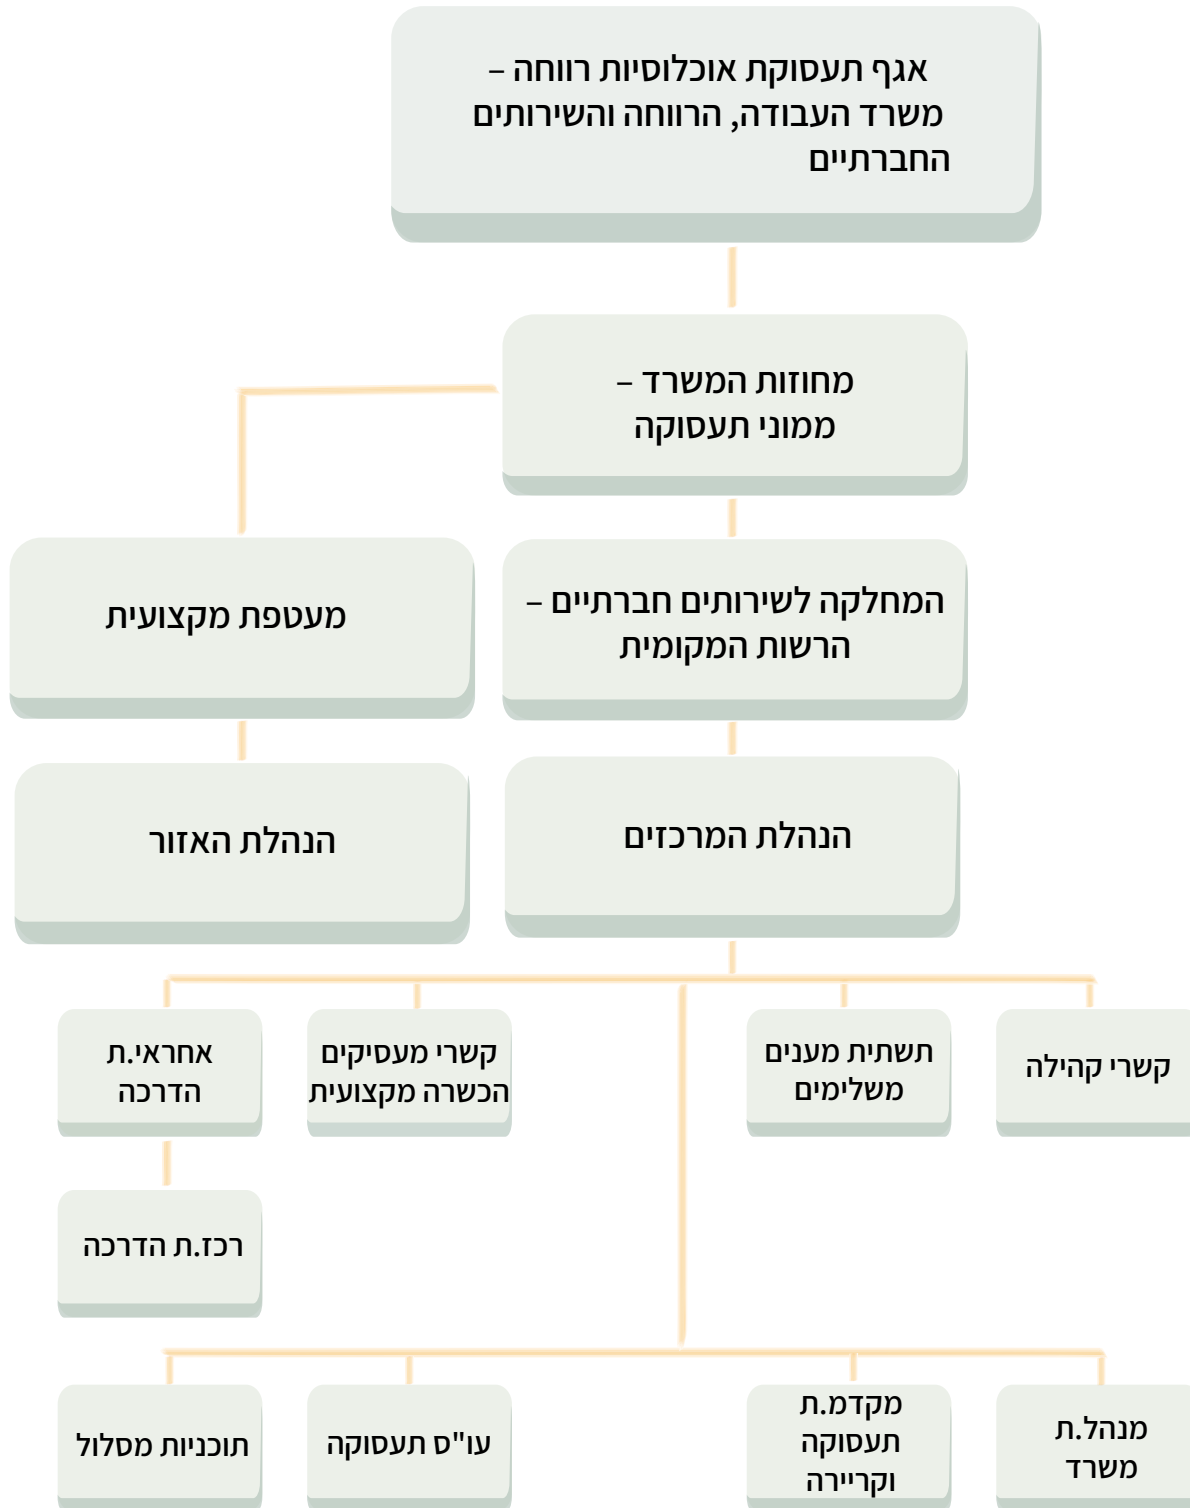 אגף תעסוקת אוכלוסיות רווחה –
משרד העבודה, הרווחה והשירותים
החברתיים
מחוזות המשרד –
ממוני תעסוקה
המחלקה לשירותים חברתיים –
הרשות המקומית
מעטפת מקצועית
הנהלת המרכזים
הנהלת האזור
קשרי קהילה
תשתית מענים
משלימים
קשרי מעסיקים
הכשרה מקצועית
אחראי.ת
הדרכה
רכז.ת הדרכה
מנהל.ת
משרד
מקדמ.ת
תעסוקה
וקריירה
עו"ס תעסוקה
תוכניות מסלול